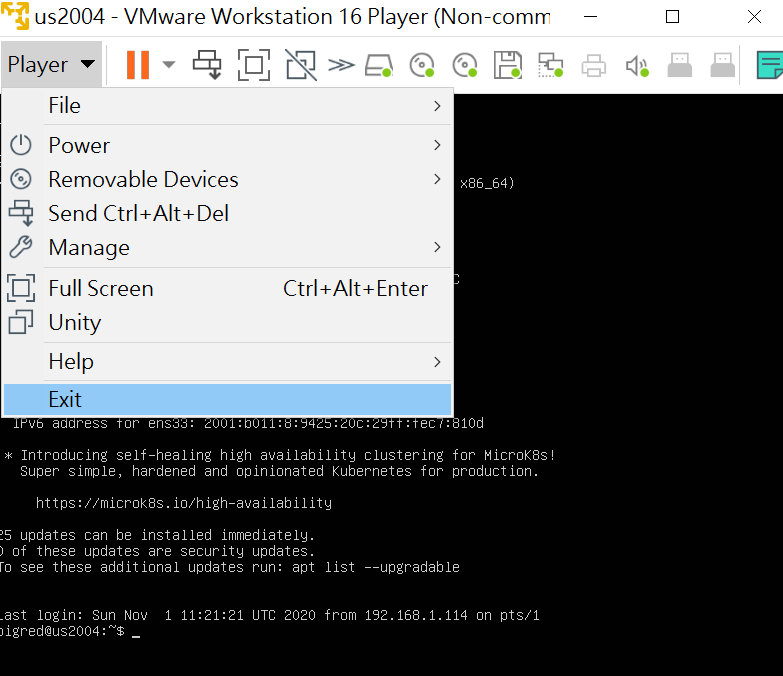 us2004 - VMware Workstation 16 Player (Non-comm
Player
File
Power
x86_64)
Removable Devices
Send Ctrl+Alt+Del
Manage
C
Full Screen Ctrl+Alt+Enter
Unity
Help
Exit
IPv6 address for ens33: 2001:b011:8:9425:20c:29ff:fec7:810d
* Introducing self-healing high availability clustering for MicroK8s!
Super simple, hardened and opinionated Kubernetes for production.
https://microk8s.io/high-availability
25 updates can be installed immediately.
0 of these updates are security updates.
To see these additional updates run: apt list --upgradable
Last login: Sun Nov 1 11:21:21 UTC 2020 from 192.168.1.114 on pts/1
bigred@us2004:~$ _